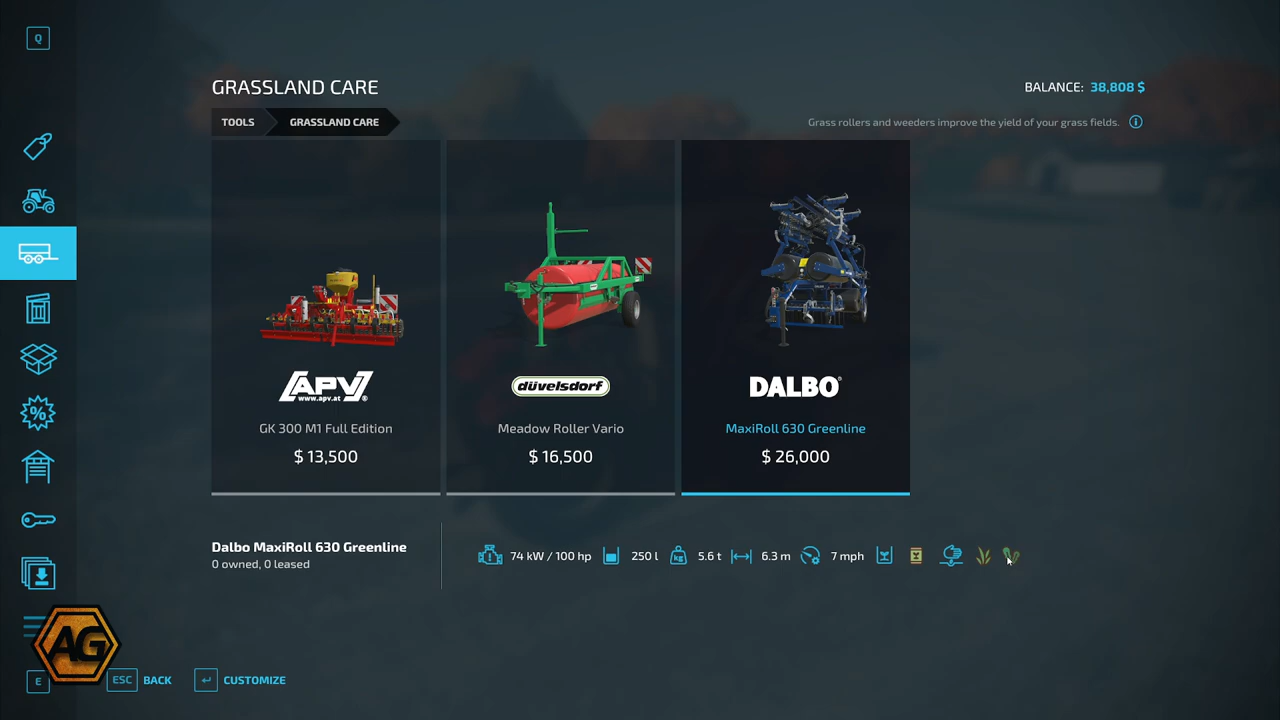 Q
GRASSLAND CARE
BALANCE: 38,808 $
TOOLS
GRASSLAND CARE
Grass rollers and weeders improve the yield of your grass fields.
APV
www.apv.at
düvelsdorf
DALBO
GK 300 M1 Full Edition
Meadow Roller Vario
MaxiRoll 630 Greenline
$ 13,500
$ 16,500
$ 26,000
Dalbo MaxiRoll 630 Greenline
0 owned, 0 leased
74 kW / 100 hp
250 l
kg
5.6 t
6.3 m
7 mph
AG
E
ESC BACK
CUSTOMIZE